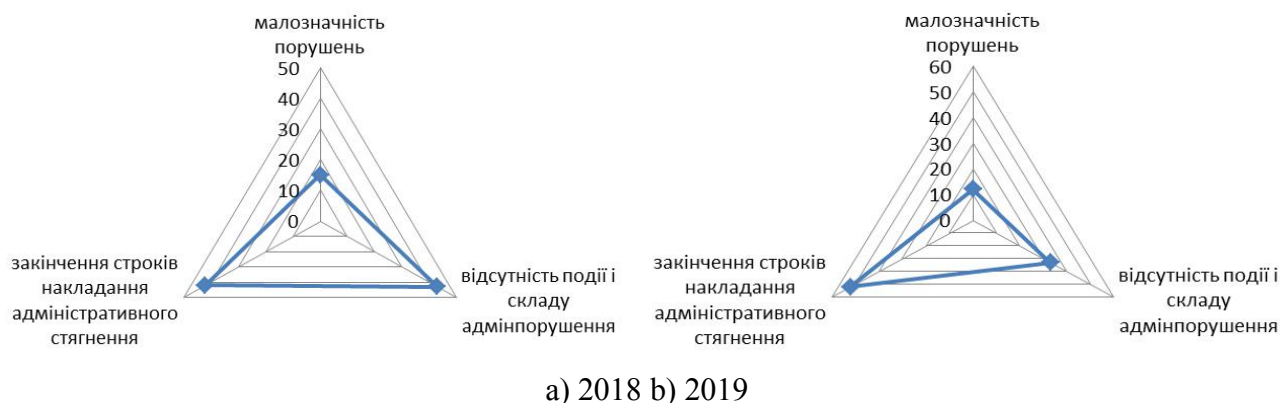 малозначність
порушень
50
40
30
20
10
0
закінчення строків
накладання
адміністративного
стягнення
відсутність події і
складу
адмінпорушення
малозначність
порушень
60
50
40
30
20
10
0
закінчення строків
накладання
адміністративного
стягнення
відсутність події і
складу
адмінпорушення
a) 2018 b) 2019